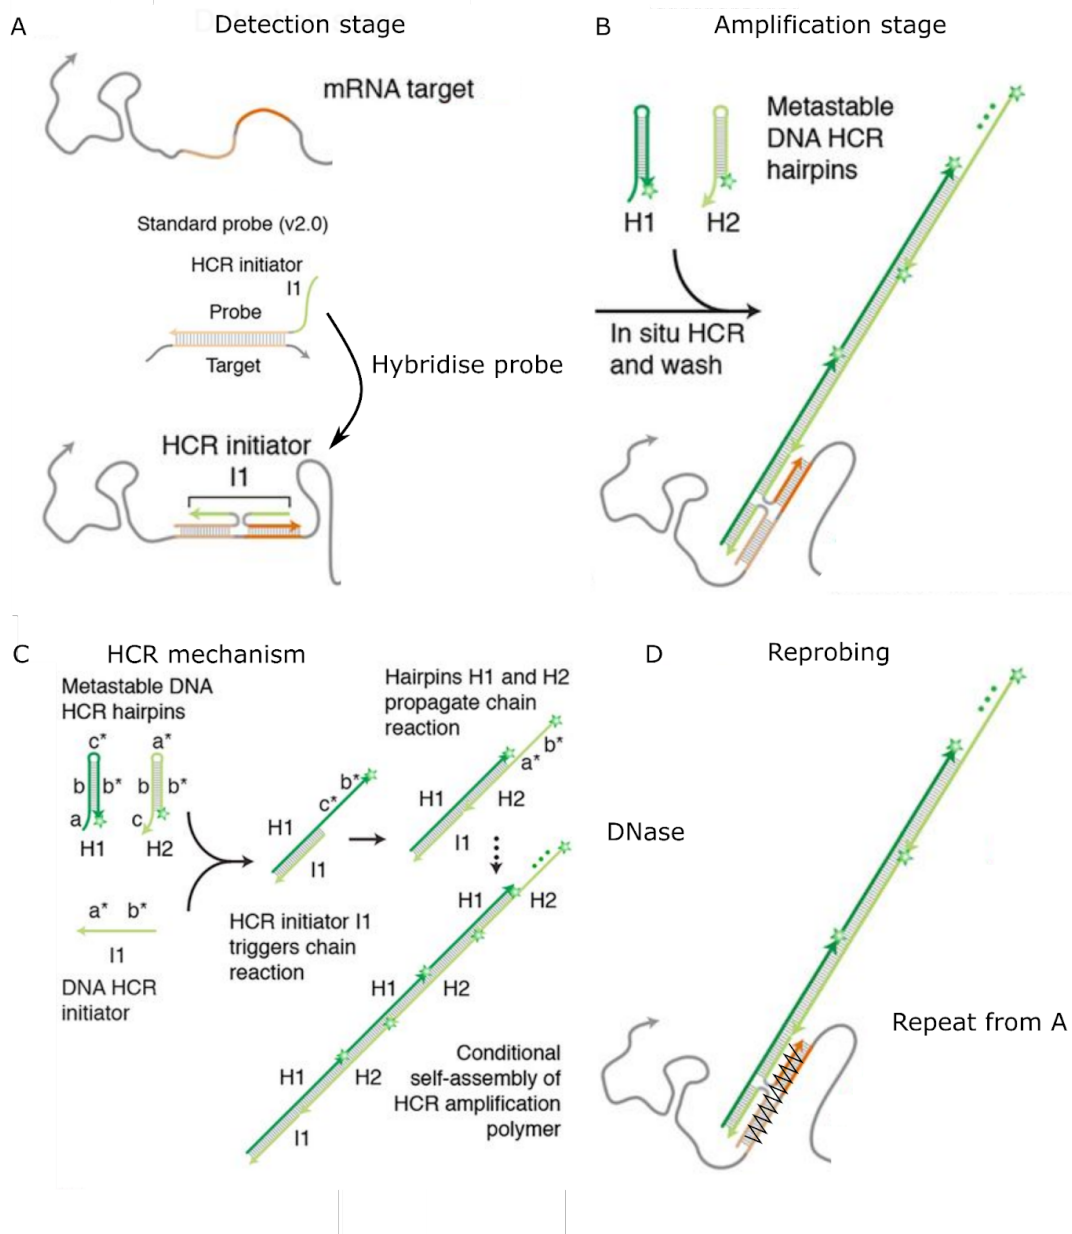 A
Detection stage
mRNA target
Standard probe (v2.0)
HCR initiator
I1
Probe
Target
Hybridise probe
HCR initiator
I1
B
Amplification stage
Metastable
DNA HCR
hairpins
H1
H2
In situ HCR
and wash
C
HCR mechanism
Metastable DNA
HCR hairpins
c*
a*
b
b*
b
b*
a
c
H1
H2
a*
b*
I1
DNA HCR
initiator
H1
c*
b*
I1
HCR initiator I1
triggers chain
reaction
Hairpins H1 and H2
propagate chain
reaction
b*
a*
H1
H2
I1
H1
H2
H1
H2
H1
H2
I1
Conditional
self-assembly of
HCR amplification
polymer
D
Reprobing
DNase
Repeat from A